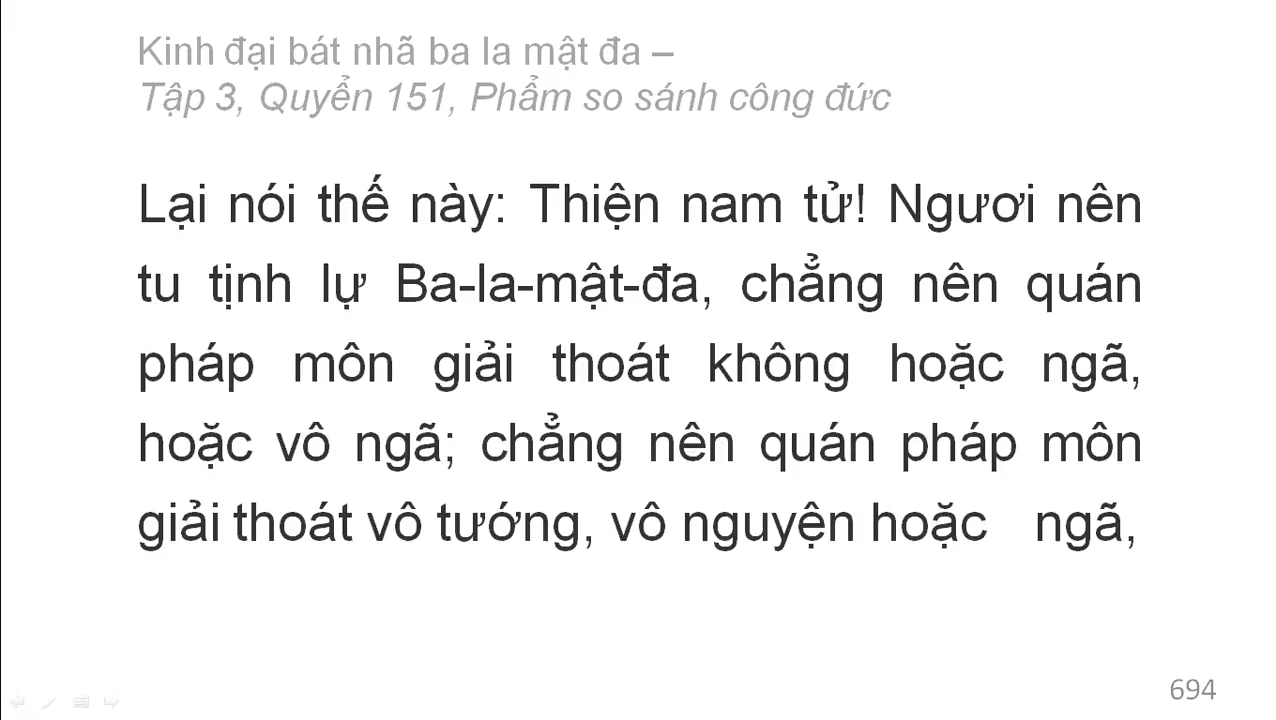 Kinh đại bát nhã ba la mật đa –
Tập 3, Quyển 151, Phẩm so sánh công đức
Lại nói thế này: Thiện nam tử! Ngươi nên
tu tịnh lự Ba-la-mật-đa, chẳng nên quán
pháp môn giải thoát không hoặc ngã,
hoặc vô ngã; chẳng nên quán pháp môn
giải thoát vô tướng, vô nguyện hoặc ngã,
694